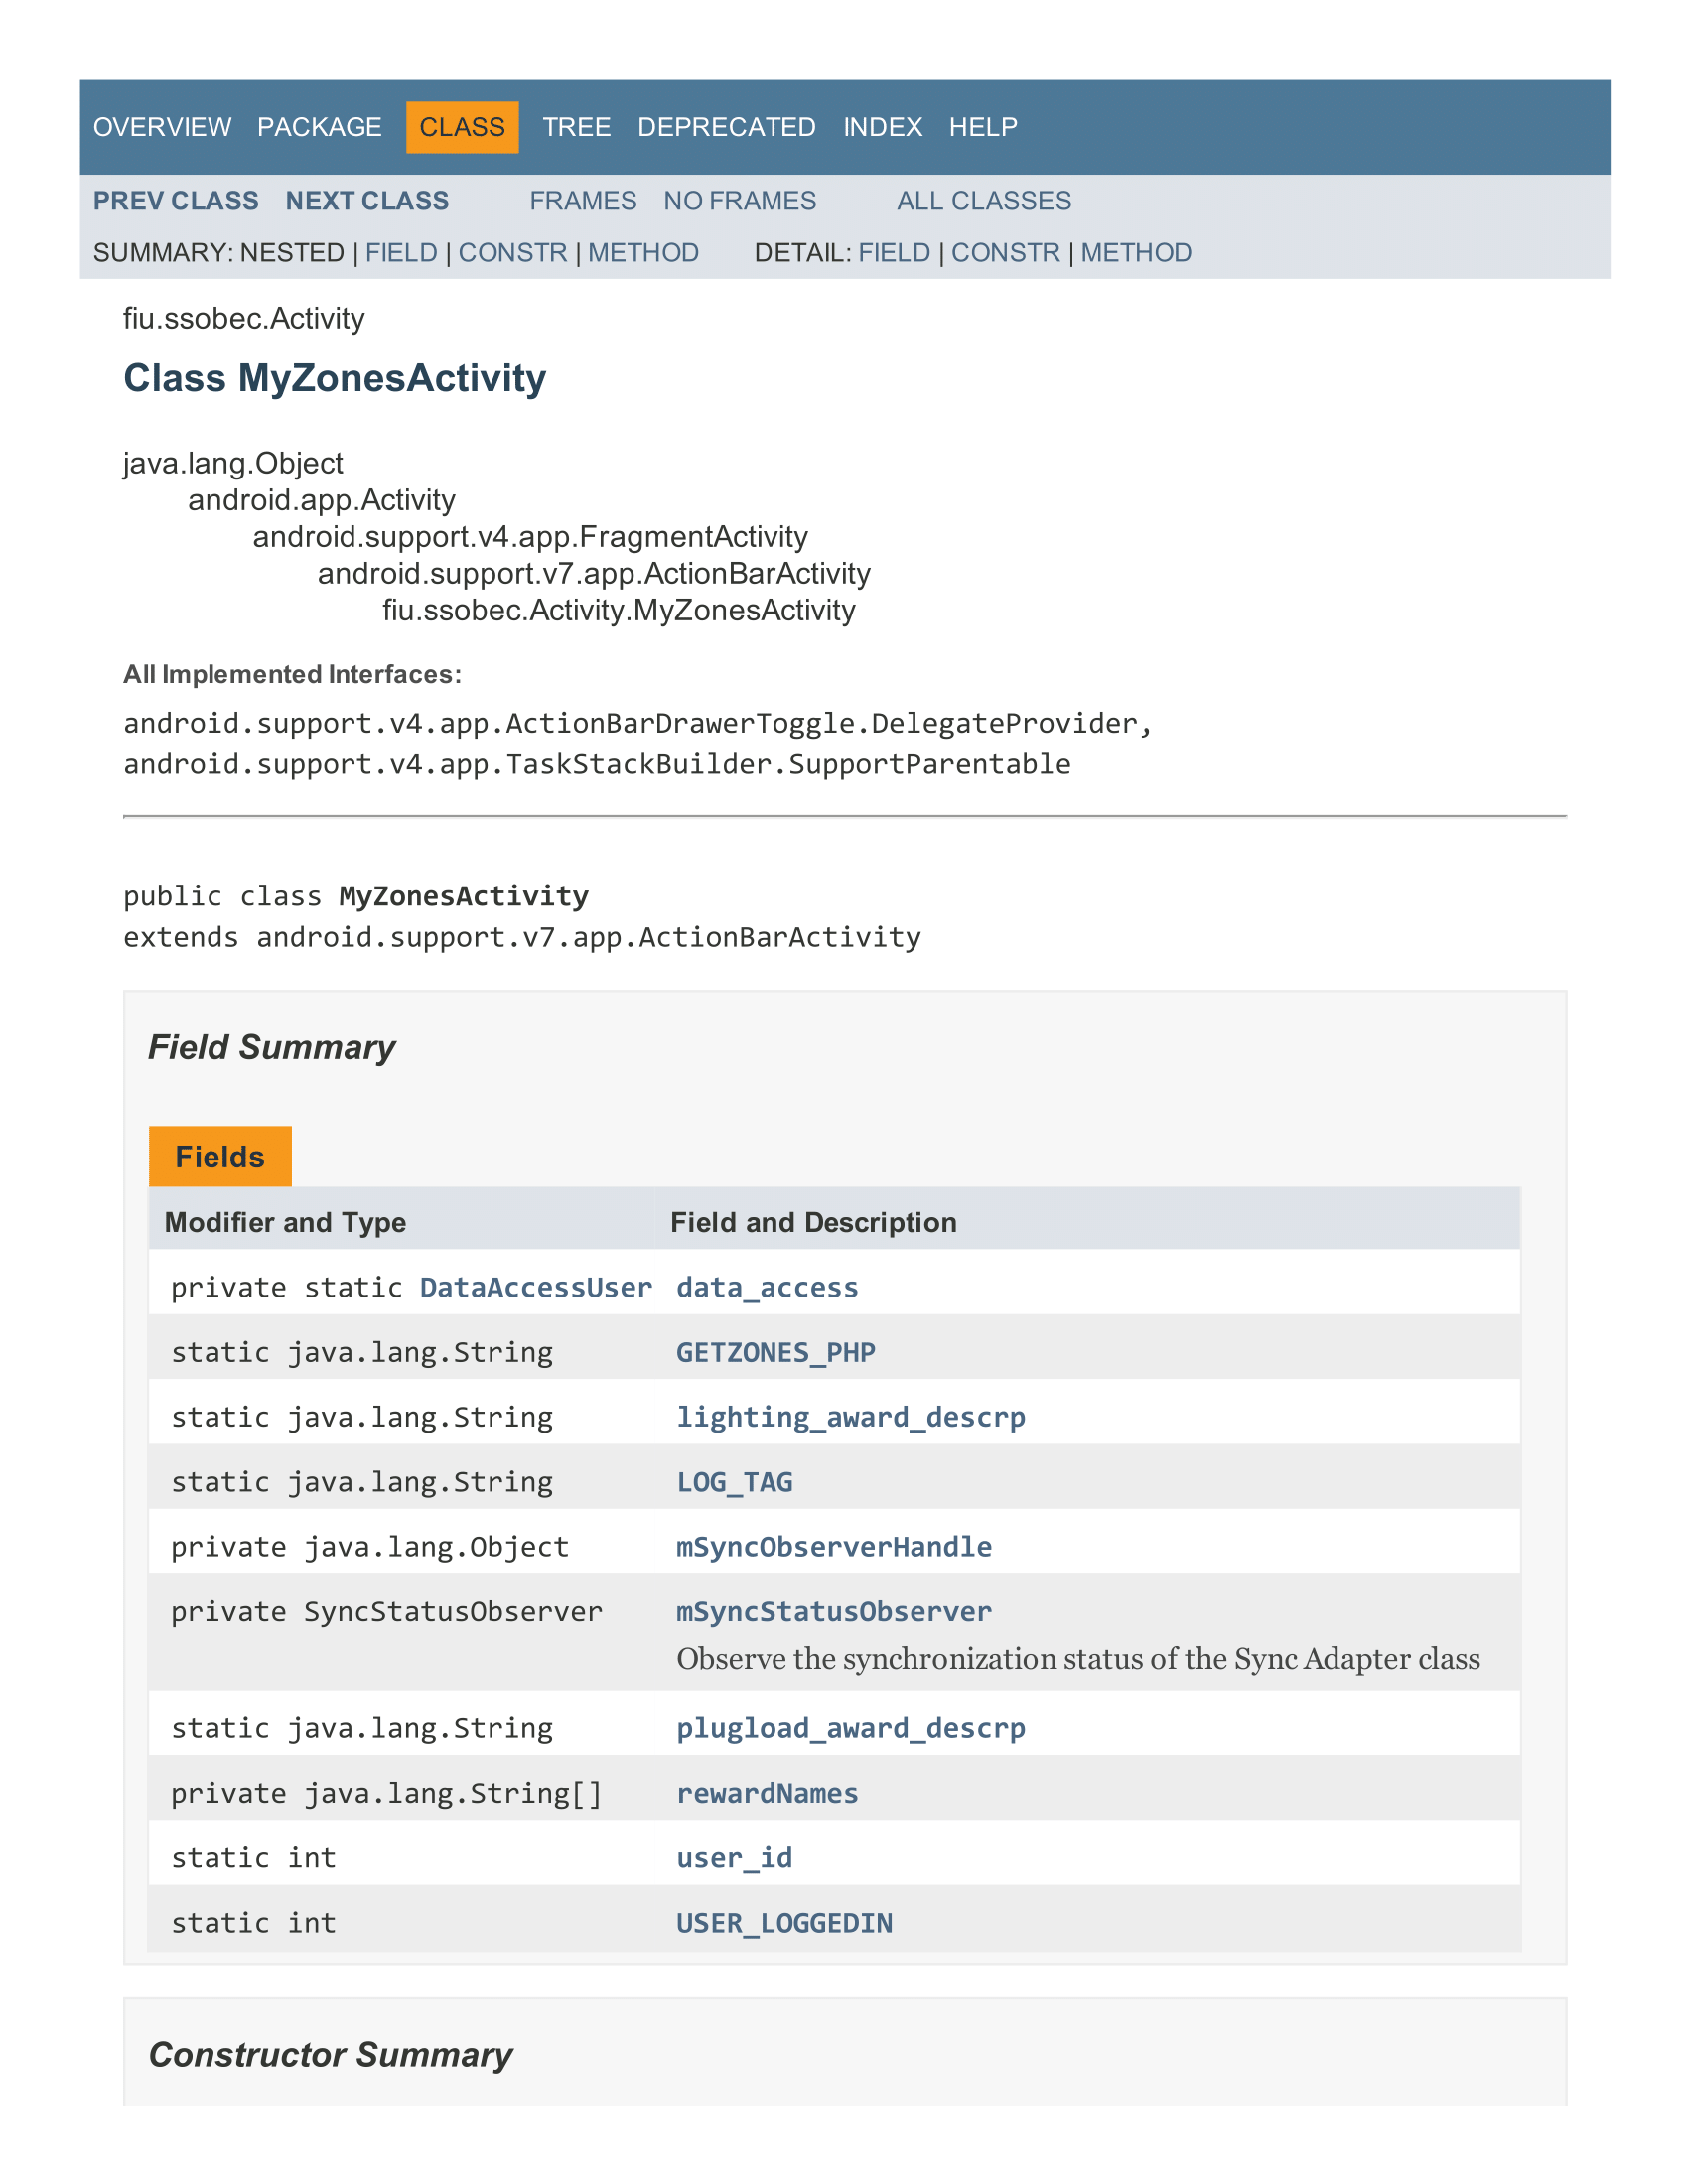 OVERVIEW PACKAGE CLASS TREE DEPRECATED INDEX HELP
PREV CLASS NEXT CLASS FRAMES NO FRAMES ALL CLASSES
SUMMARY: NESTED | FIELD | CONSTR | METHOD DETAIL: FIELD | CONSTR | METHOD
fiu.ssobec.Activity
Class MyZonesActivity
java.lang.Object
android.app.Activity
android.support.v4.app.FragmentActivity
android.support.v7.app.ActionBarActivity
fiu.ssobec.Activity.MyZonesActivity
All Implemented Interfaces:
android.support.v4.app.ActionBarDrawerToggle.DelegateProvider,
android.support.v4.app.TaskStackBuilder.SupportParentable
public class MyZonesActivity
extends android.support.v7.app.ActionBarActivity
Field Summary
Fields
Modifier and Type Field and Description
private static DataAccessUser data_access
static java.lang.String GETZONES_PHP
static java.lang.String lighting_award_descrp
static java.lang.String LOG_TAG
private java.lang.Object mSyncObserverHandle
private SyncStatusObserver mSyncStatusObserver
Observe the synchronization status of the Sync Adapter class
static java.lang.String plugload_award_descrp
private java.lang.String[] rewardNames
static int user_id
static int USER_LOGGEDIN
Constructor Summary